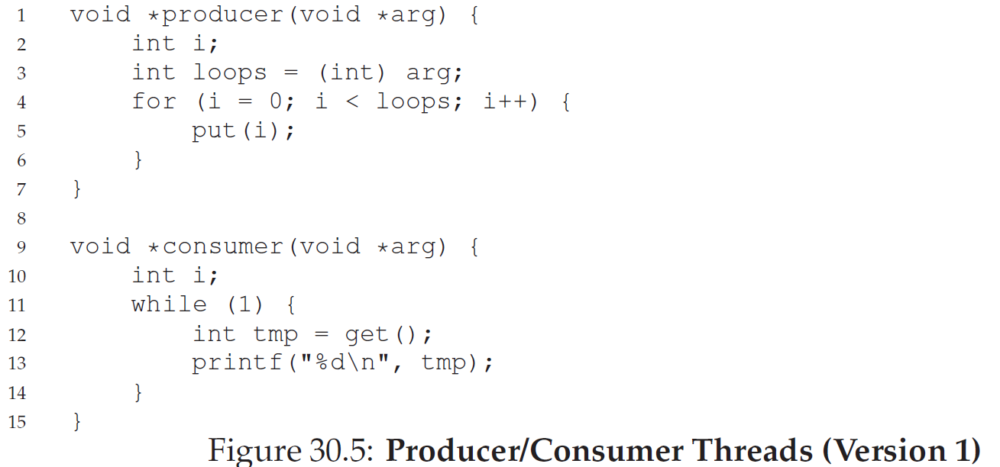 1 void *producer(void *arg) {
2 int i;
3 int loops = (int) arg;
4 for (i = 0; i < loops; i++) {
5 put(i);
6 }
7 }
8
9 void *consumer(void *arg) {
10 int i;
11 while (1) {
12 int tmp = get();
13 printf("%d\n", tmp);
14 }
15 }
Figure 30.5: Producer/Consumer Threads (Version 1)